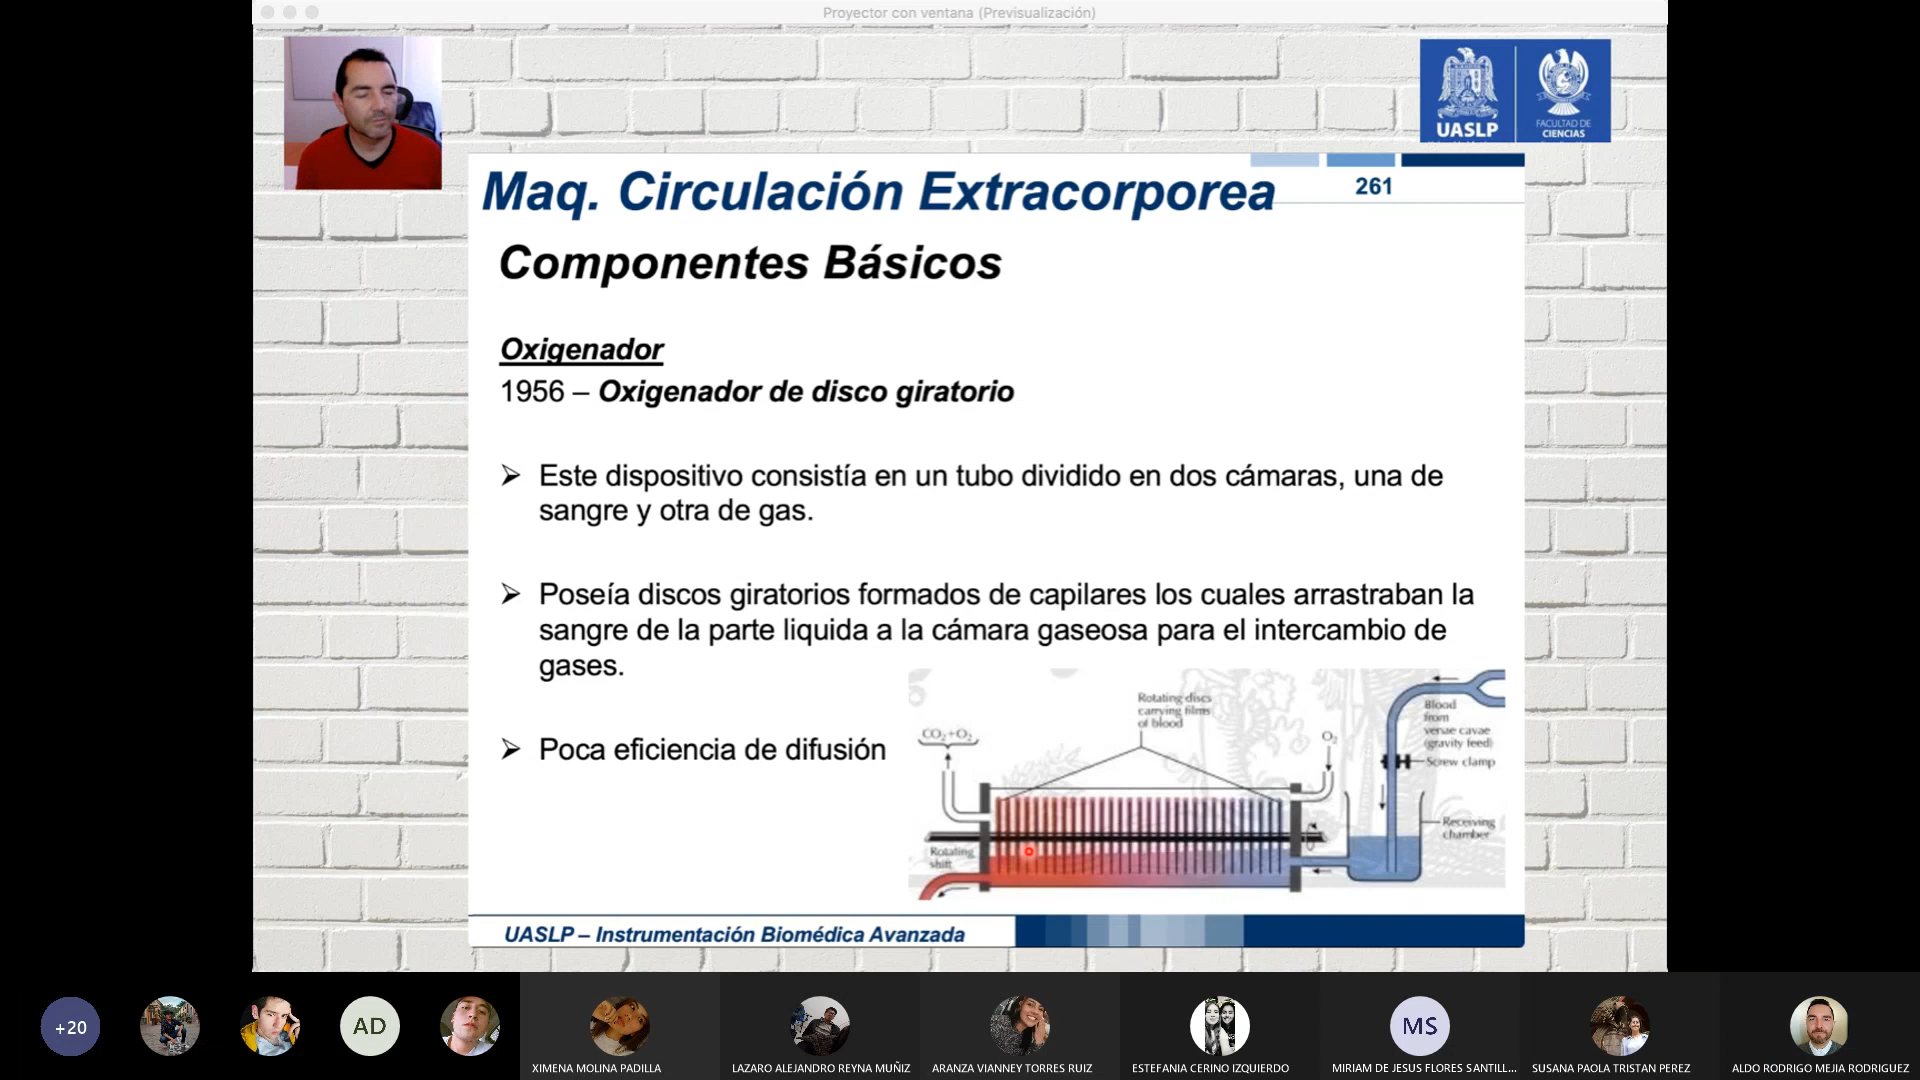 Proyector con ventana (Previsualización)
UASLP
FACULTAD DE
CIENCIAS
Maq. Circulación Extracorporea
261
Componentes Básicos
Oxigenador
1956 – Oxigenador de disco giratorio
➢ Este dispositivo consistía en un tubo dividido en dos cámaras, una de
sangre y otra de gas.
➢ Poseía discos giratorios formados de capilares los cuales arrastraban la
sangre de la parte liquida a la cámara gaseosa para el intercambio de
gases.
➢ Poca eficiencia de difusión
Rotating discs
carrying films
of blood
CO₂+O₂
O₂
Blood
from
venae cavae
(gravity feed)
Screw clamp
Receiving
chamber
Rotating
shift
UASLP – Instrumentación Biomédica Avanzada
+20
AD
MS
XIMENA MOLINA PADILLA
LAZARO ALEJANDRO REYNA MUÑIZ
ARANZA VIANNEY TORRES RUIZ
ESTEFANIA CERINO IZQUIERDO
MIRIAM DE JESUS FLORES SANTILL...
SUSANA PAOLA TRISTAN PEREZ
ALDO RODRIGO MEJIA RODRIGUEZ